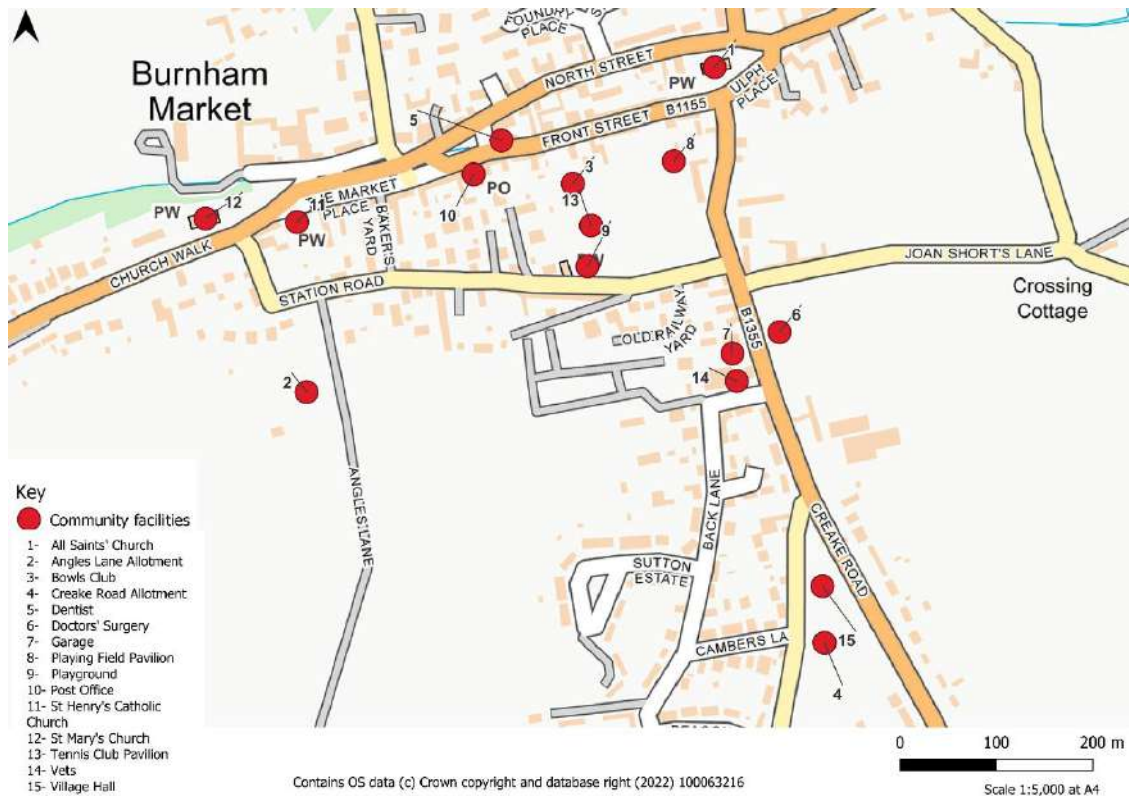 FOUNDRY
PLACE
NORTH STREET
1
PW
ULPH
PLACE
Burnham
Market
5
FRONT STREET
B1155
8
3
PO
10
13
THE MARKET
PLACE
11
PW
12
PW
BAKER'S
YARD
9
CHURCH WALK
STATION ROAD
JOAN SHORT'S LANE
Crossing
Cottage
OLD RAILWAY
YARD
B1355
6
7
14
2
ANGLES LANE
BACK LANE
CREAKE ROAD
SUTTON
ESTATE
CAMBERS LA
15
4
Key
Community facilities
1- All Saints' Church
2- Angles Lane Allotment
3- Bowls Club
4- Creake Road Allotment
5- Dentist
6- Doctors' Surgery
7- Garage
8- Playing Field Pavilion
9- Playground
10- Post Office
11- St Henry's Catholic
Church
12- St Mary's Church
13- Tennis Club Pavilion
14- Vets
15- Village Hall
Contains OS data (c) Crown copyright and database right (2022) 100063216
0 100 200 m
Scale 1:5,000 at A4